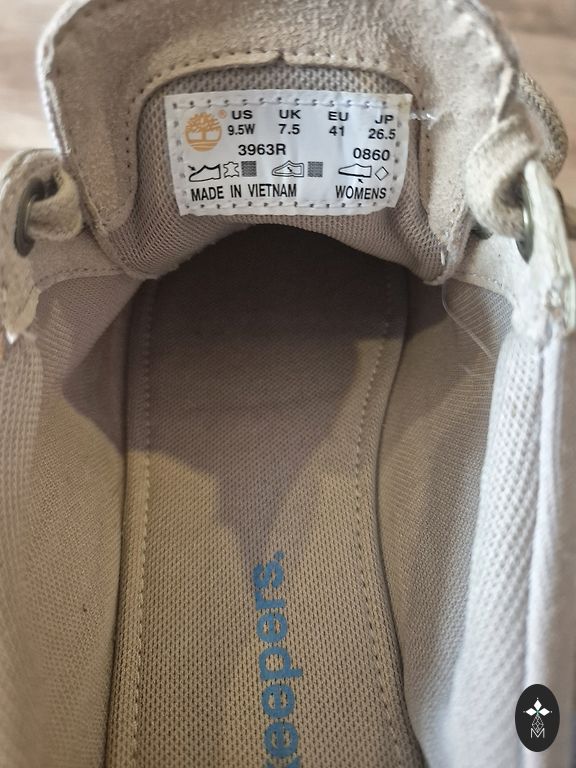 US UK EU JP
9.5W 7.5 41 26.5
3963R 0860
MADE IN VIETNAM WOMENS
keepers.
M